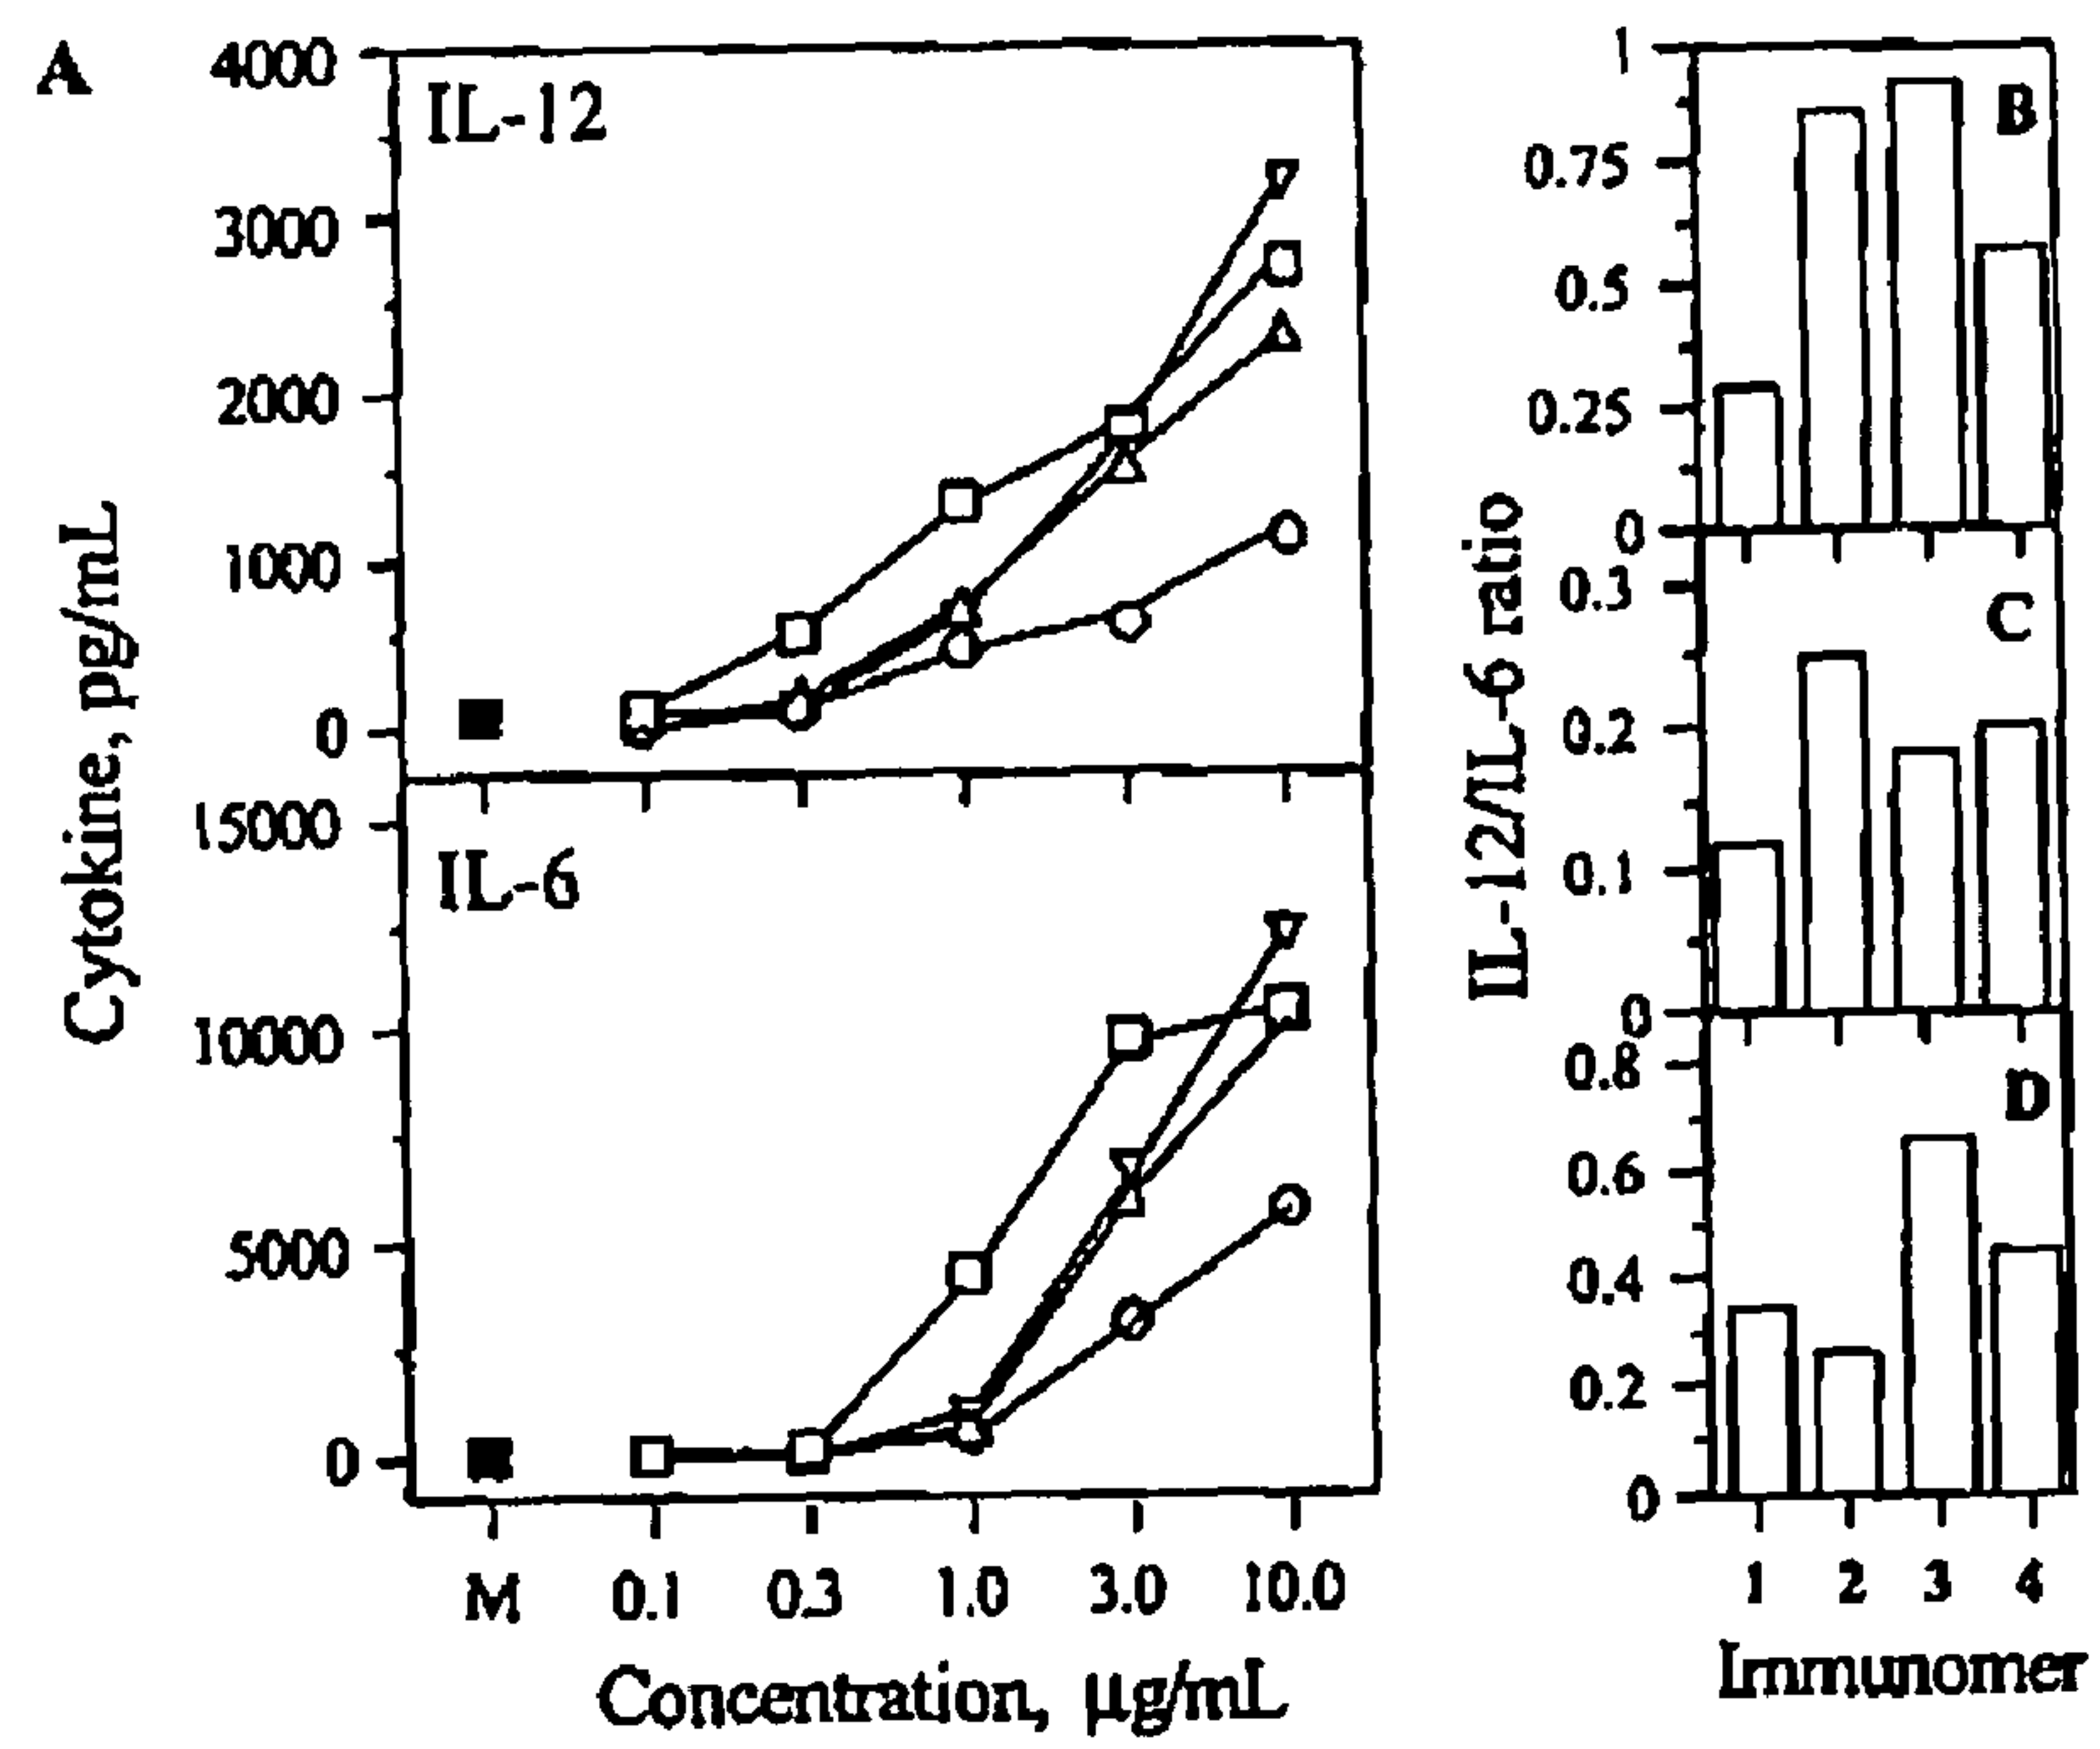 A
4000
IL-12
3000
2000
1000
0
15000
IL-6
10000
5000
0
Cytokine, pg/mL
M 0.1 0.3 1.0 3.0 10.0
Concentration, µg/mL
1
B
0.75
0.5
0.25
0
0.3
C
0.2
0.1
0
0.8
D
0.6
0.4
0.2
0
IL-12/IL-6 ratio
1 2 3 4
Immunomer